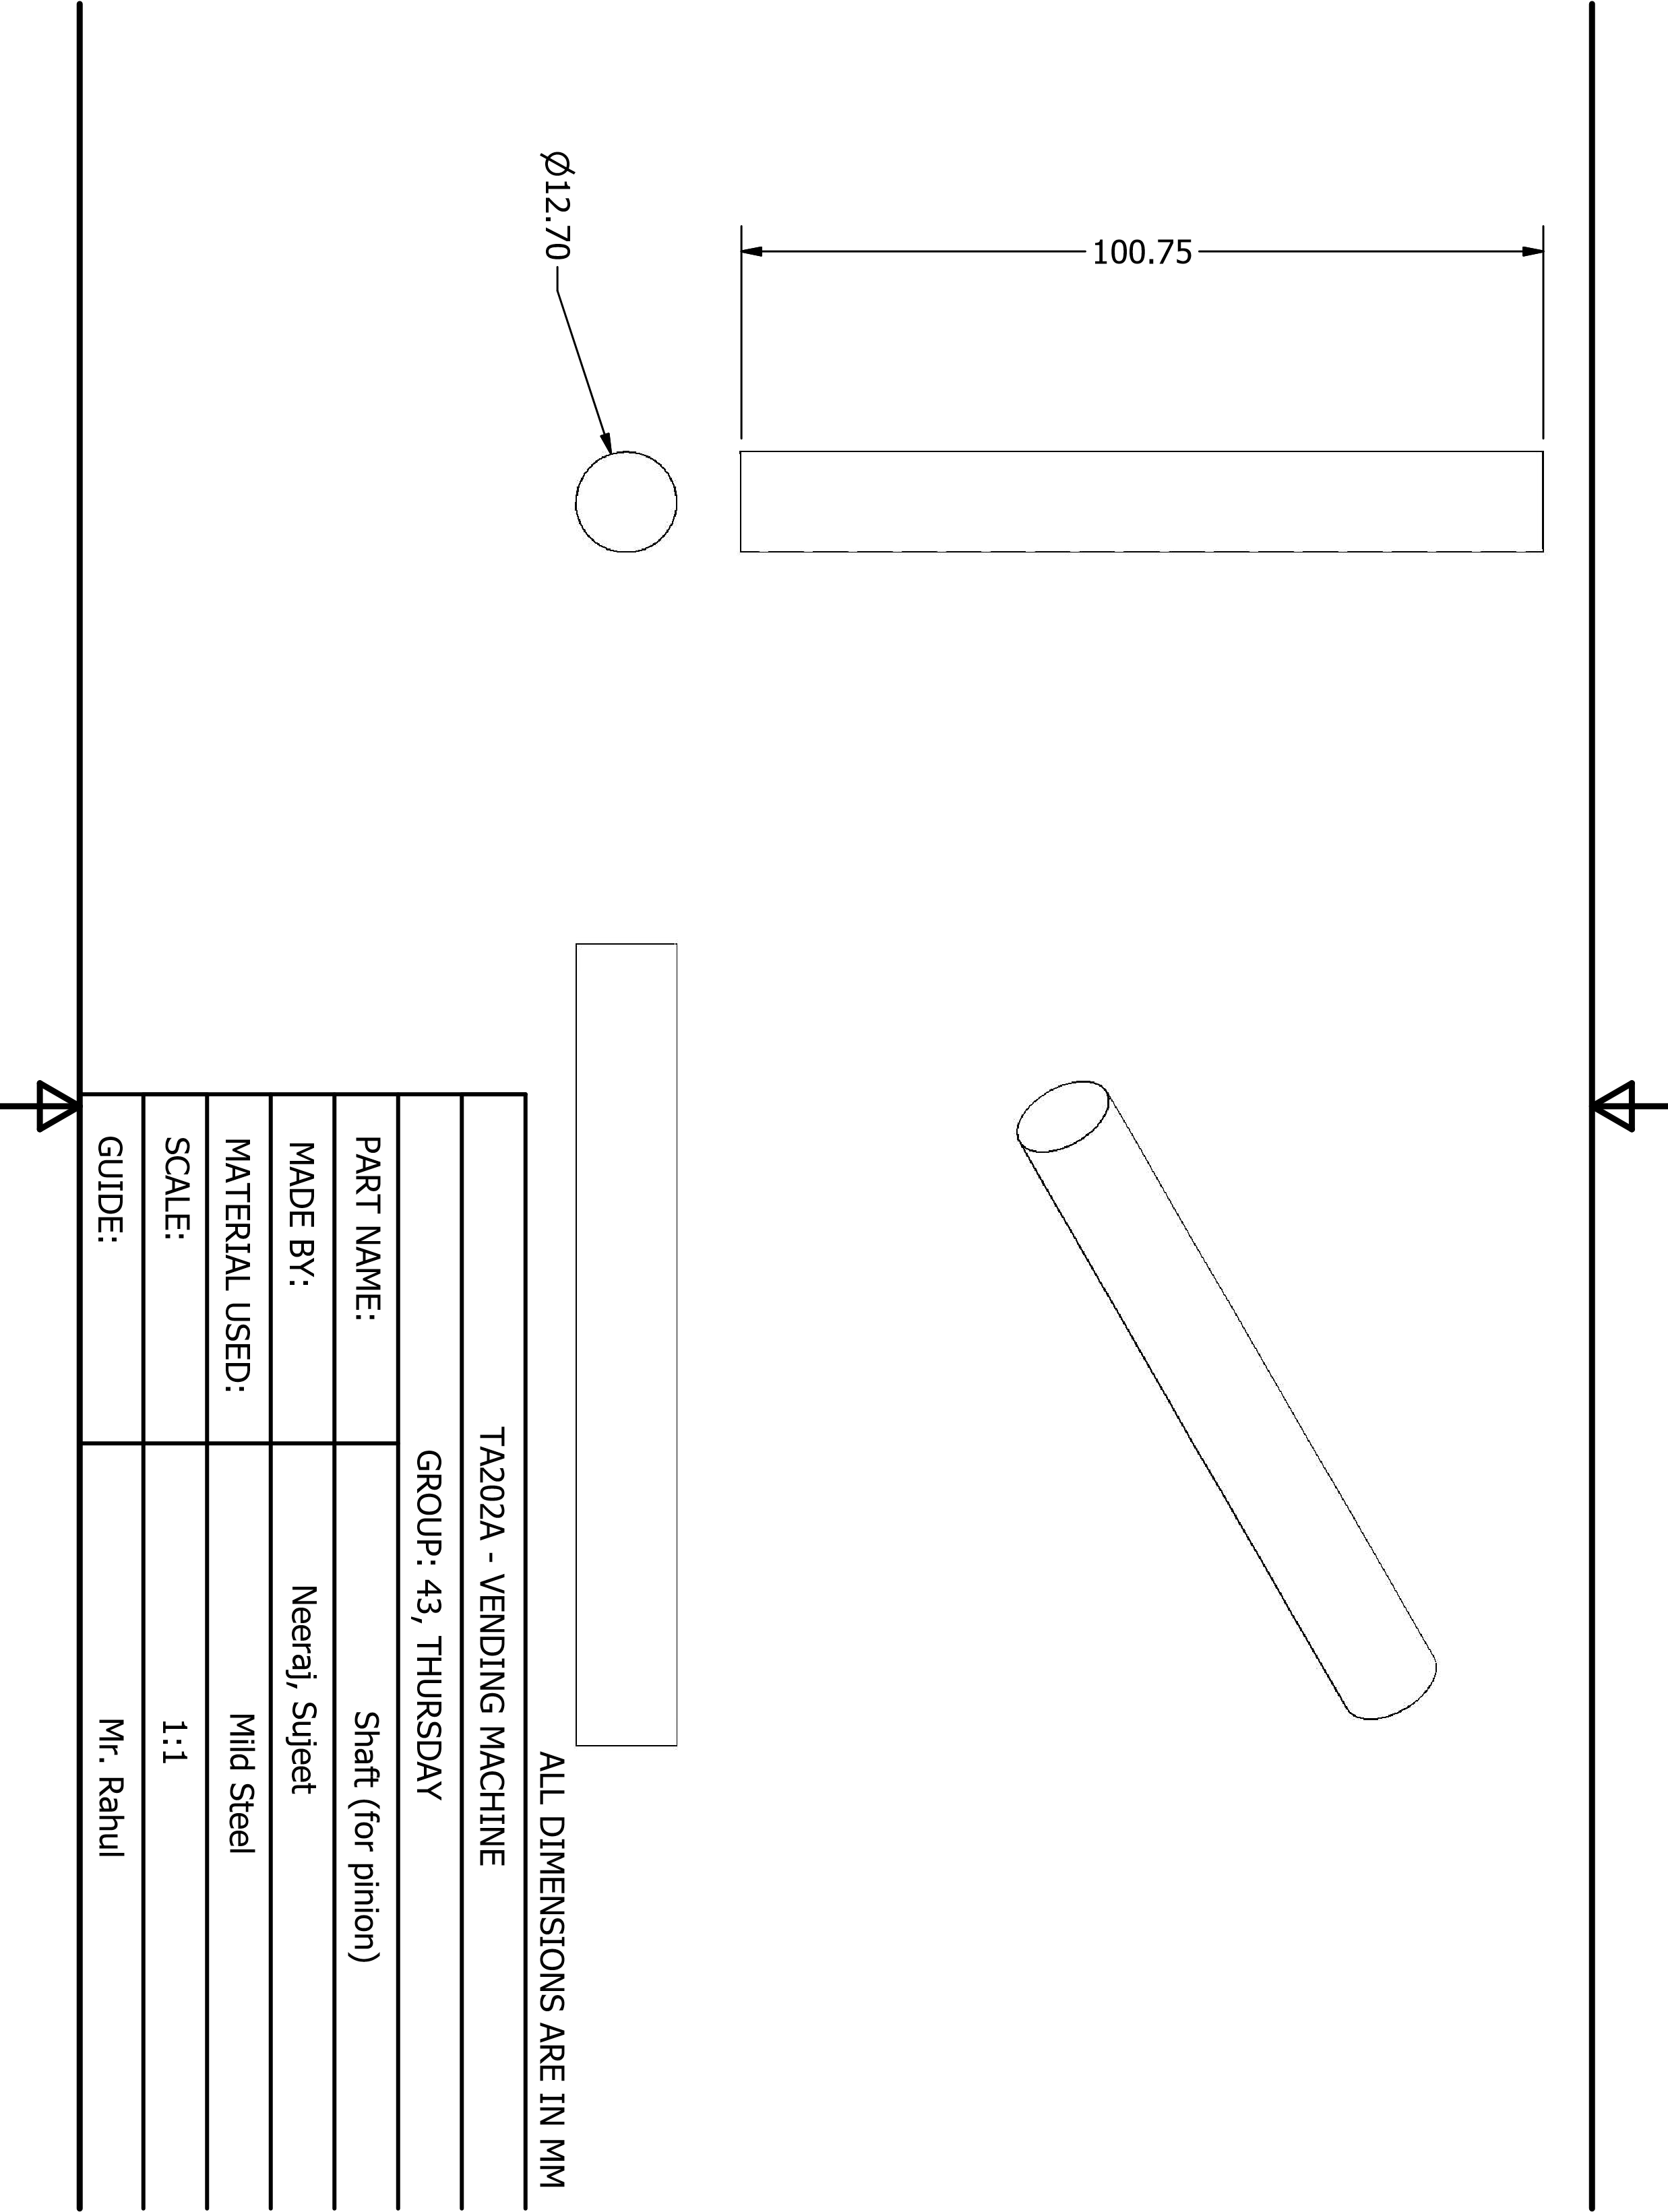 100.75
Ø12.70
ALL DIMENSIONS ARE IN MM
TA202A - VENDING MACHINE
GROUP: 43, THURSDAY
PART NAME: Shaft (for pinion)
MADE BY: Neeraj, Sujeet
MATERIAL USED: Mild Steel
SCALE: 1:1
GUIDE: Mr. Rahul